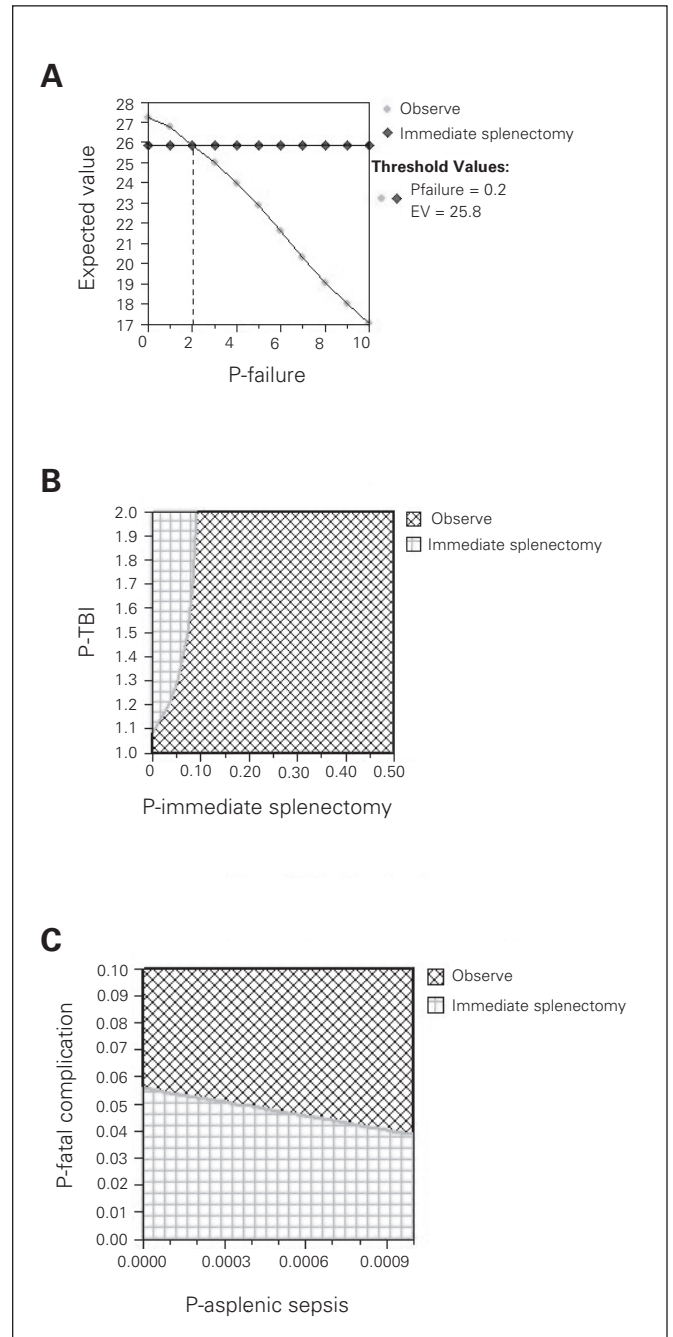 A
28
27
26
25
24
23
22
21
20
19
18
17
Expected value
0 2 4 6 8 10
P-failure
Observe
Immediate splenectomy
Threshold Values:
Pfailure = 0.2
EV = 25.8
B
2.0
1.9
1.8
1.7
1.6
1.5
1.4
1.3
1.2
1.1
1.0
P-TBI
0 0.10 0.20 0.30 0.40 0.50
P-immediate splenectomy
Observe
Immediate splenectomy
C
0.10
0.09
0.08
0.07
0.06
0.05
0.04
0.03
0.02
0.01
0.00
P-fatal complication
0.0000 0.0003 0.0006 0.0009
P-asplenic sepsis
Observe
Immediate splenectomy